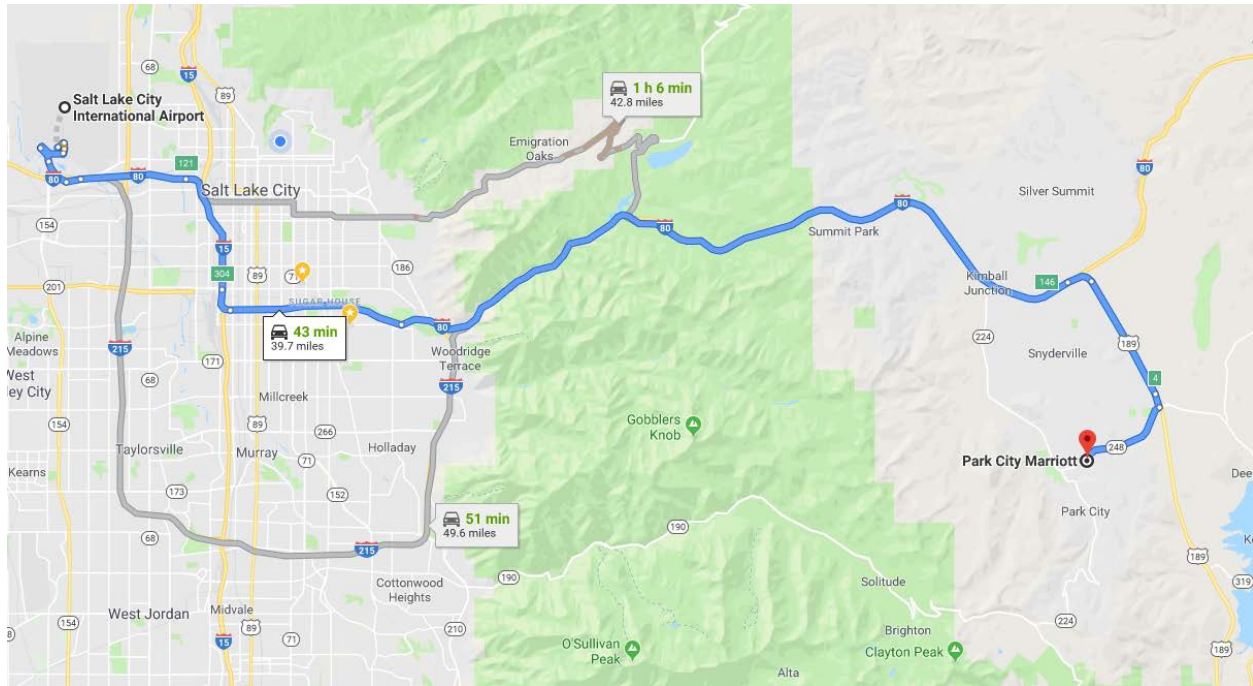 68
15
89
1 h 6 min
42.8 miles
Salt Lake City
International Airport
Emigration
Oaks
80
121
80
80
Silver Summit
Salt Lake City
154
80
80
Summit Park
15
186
304
89
71
Kimball
Junction
146
201
SUGAR HOUSE
224
189
Alpine
Meadows
43 min
39.7 miles
80
Woodridge
Terrace
Snyderville
215
171
West
ley City
68
215
4
Millcreek
89
Gobblers
Knob
154
266
Taylorsville
Murray
Holladay
248
Kearns
71
Park City Marriott
Dee
173
152
51 min
49.6 miles
Park City
68
190
215
189
Ke
190
Solitude
319
Cottonwood
Heights
West Jordan
Midvale
224
154
210
Brighton
15
89
71
O'Sullivan
Peak
Clayton Peak
189
Alta